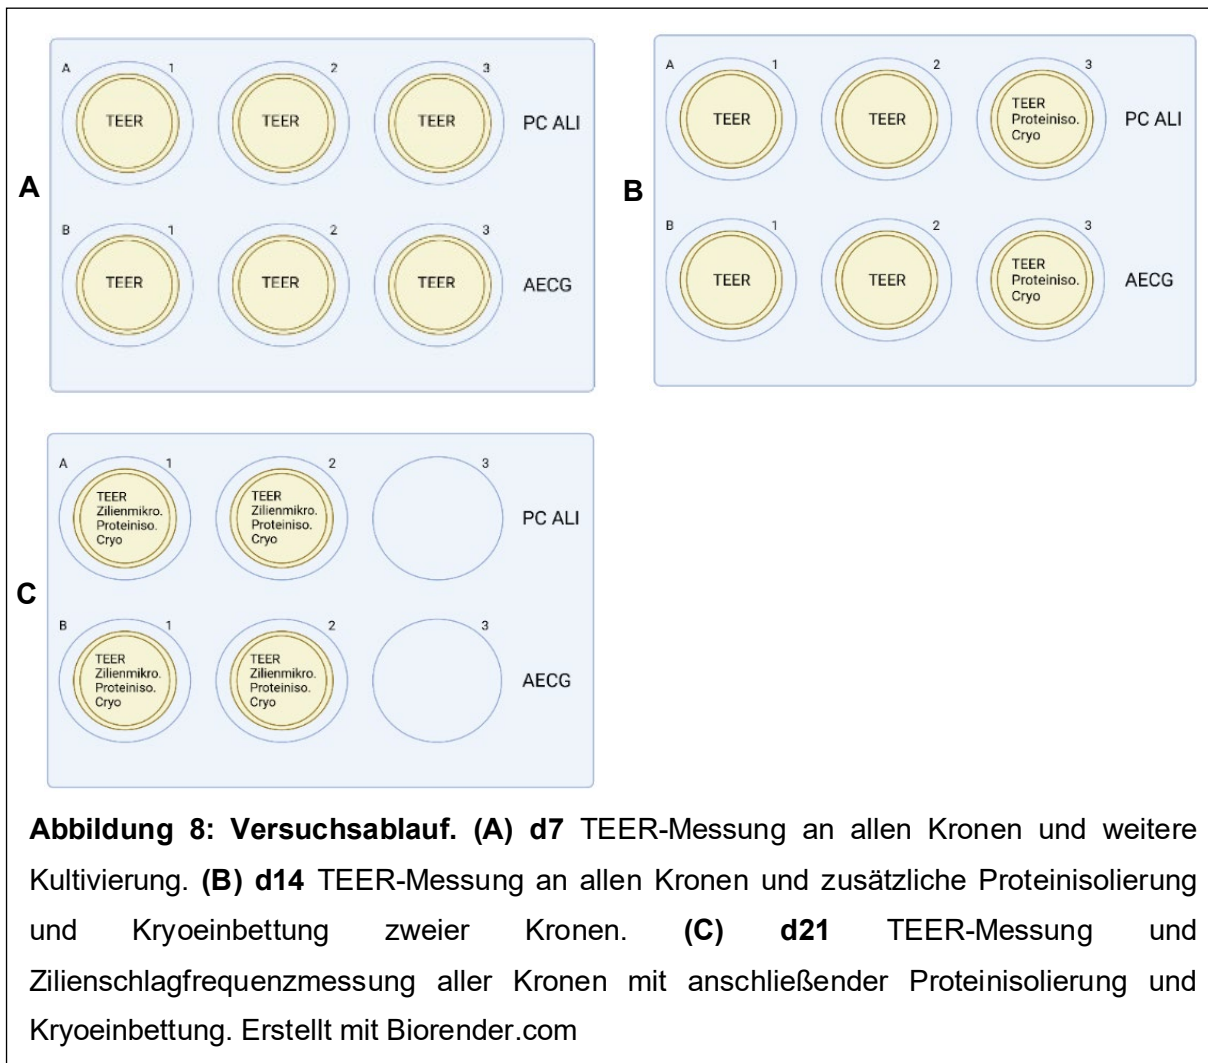 A 1 2 3
TEER TEER TEER PC ALI
A
B 1 2 3
TEER TEER TEER AECG
A 1 2 3
TEER TEER TEER
Proteiniso.
Cryo
PC ALI
B
B 1 2 3
TEER TEER TEER
Proteiniso.
Cryo
AECG
A 1 2 3
TEER
Zilienmikro.
Proteiniso.
Cryo
TEER
Zilienmikro.
Proteiniso.
Cryo
PC ALI
C
B 1 2 3
TEER
Zilienmikro.
Proteiniso.
Cryo
TEER
Zilienmikro.
Proteiniso.
Cryo
AECG
Abbildung 8: Versuchsablauf. (A) d7 TEER-Messung an allen Kronen und weitere
Kultivierung. (B) d14 TEER-Messung an allen Kronen und zusätzliche Proteinisolierung
und Kryoeinbettung zweier Kronen. (C) d21 TEER-Messung und
Zilienschlagfrequenzmessung aller Kronen mit anschließender Proteinisolierung und
Kryoeinbettung. Erstellt mit Biorender.com